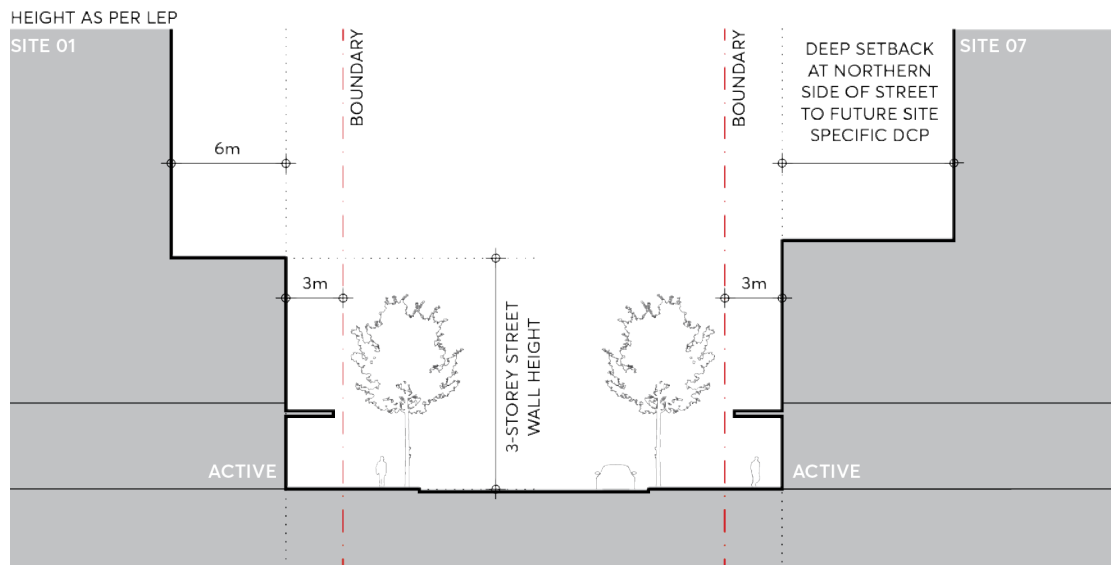 HEIGHT AS PER LEP
SITE 01
BOUNDARY
BOUNDARY
DEEP SETBACK
AT NORTHERN
SIDE OF STREET
TO FUTURE SITE
SPECIFIC DCP
SITE 07
6m
3m
3m
3-STOREY STREET
WALL HEIGHT
ACTIVE
ACTIVE